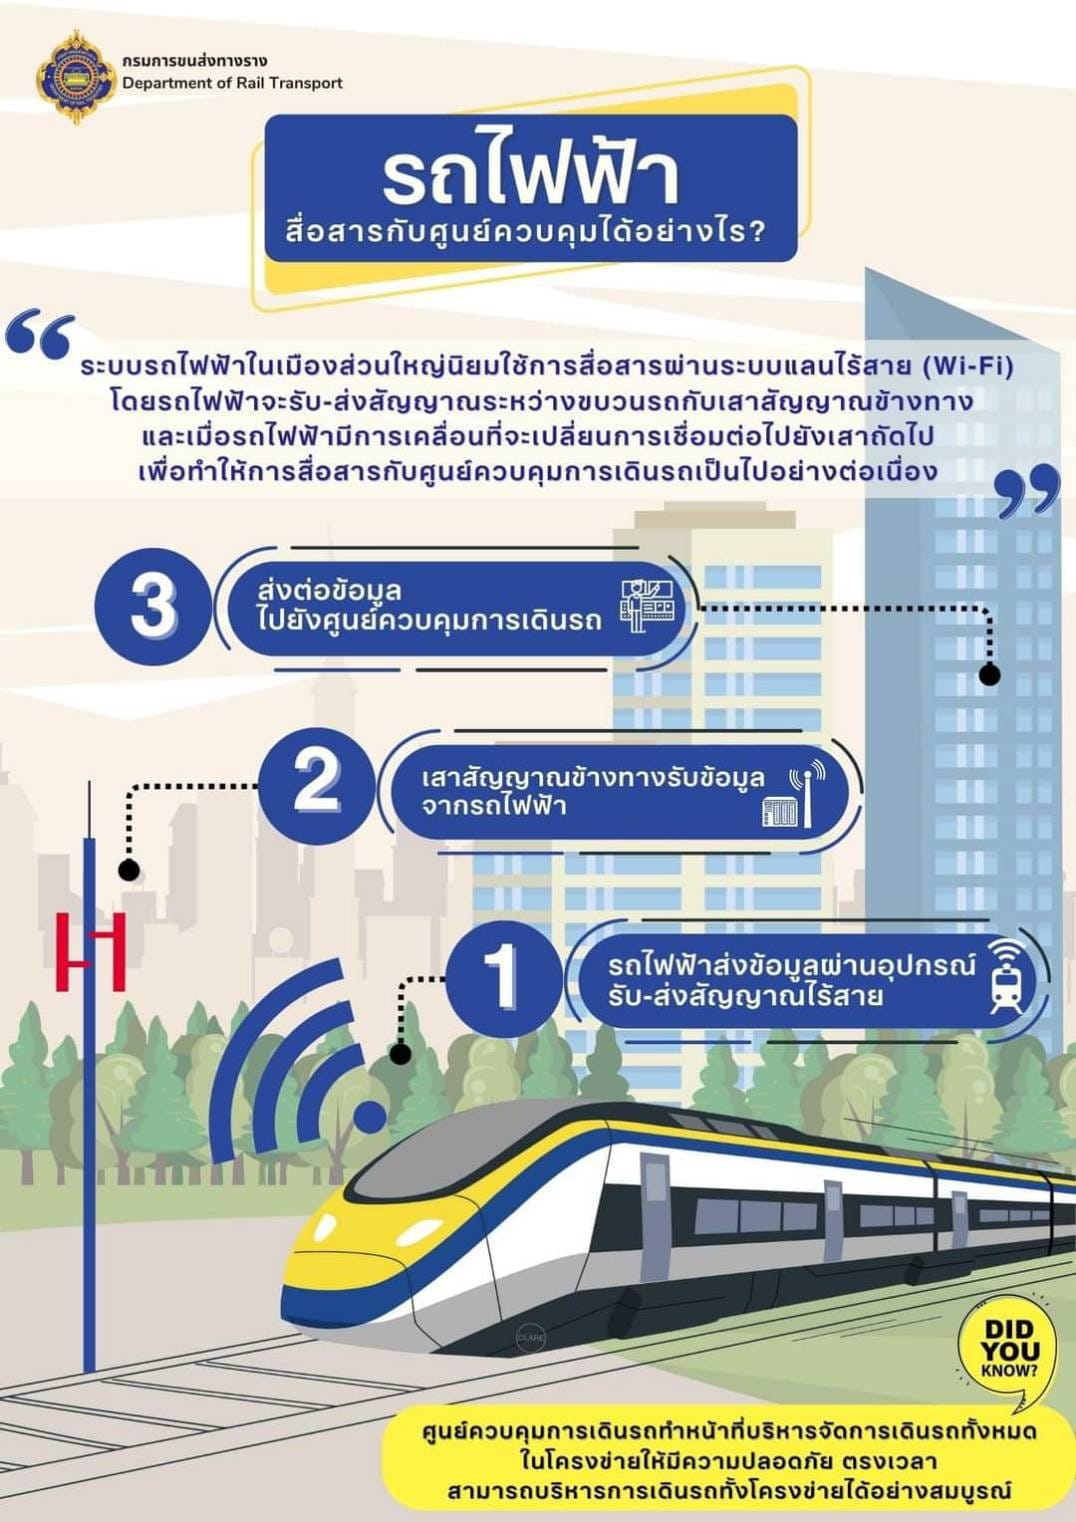 กรมการขนส่งทางราง
Department of Rail Transport
รถไฟฟ้า
สื่อสารกับศูนย์ควบคุมได้อย่างไร?
ระบบรถไฟฟ้าในเมืองส่วนใหญ่นิยมใช้การสื่อสารผ่านระบบแลนไร้สาย (Wi-Fi)
โดยรถไฟฟ้าจะรับ-ส่งสัญญาณระหว่างขบวนรถกับเสาสัญญาณข้างทาง
และเมื่อรถไฟฟ้ามีการเคลื่อนที่จะเปลี่ยนการเชื่อมต่อไปยังเสาถัดไป
เพื่อทำให้การสื่อสารกับศูนย์ควบคุมการเดินรถเป็นไปอย่างต่อเนื่อง
3
ส่งต่อข้อมูล
ไปยังศูนย์ควบคุมการเดินรถ
2
เสาสัญญาณข้างทางรับข้อมูล
จากรถไฟฟ้า
1
รถไฟฟ้าส่งข้อมูลผ่านอุปกรณ์
รับ-ส่งสัญญาณไร้สาย
DID
YOU
KNOW?
ศูนย์ควบคุมการเดินรถทำหน้าที่บริหารจัดการเดินรถทั้งหมด
ในโครงข่ายให้มีความปลอดภัย ตรงเวลา
สามารถบริหารการเดินรถทั้งโครงข่ายได้อย่างสมบูรณ์